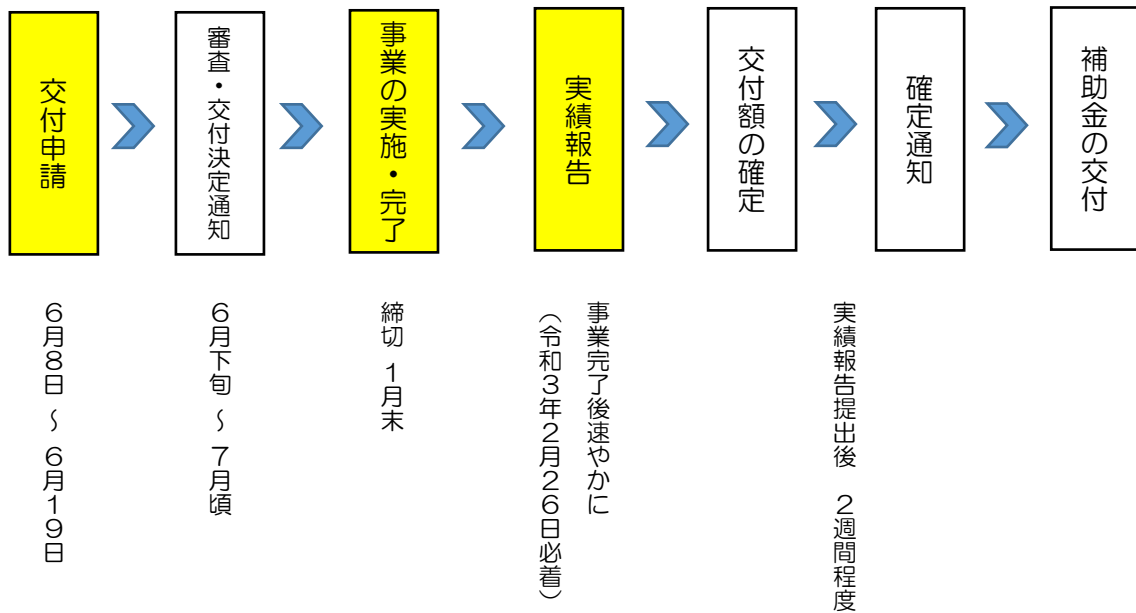 交付申請
審査・交付決定通知
事業の実施・完了
実績報告
交付額の確定
確定通知
補助金の交付
６月８日 ～ ６月１９日
６月下旬 ～ ７月頃
締切 １月末
事業完了後速やかに
（令和３年２月２６日必着）
実績報告提出後 ２週間程度